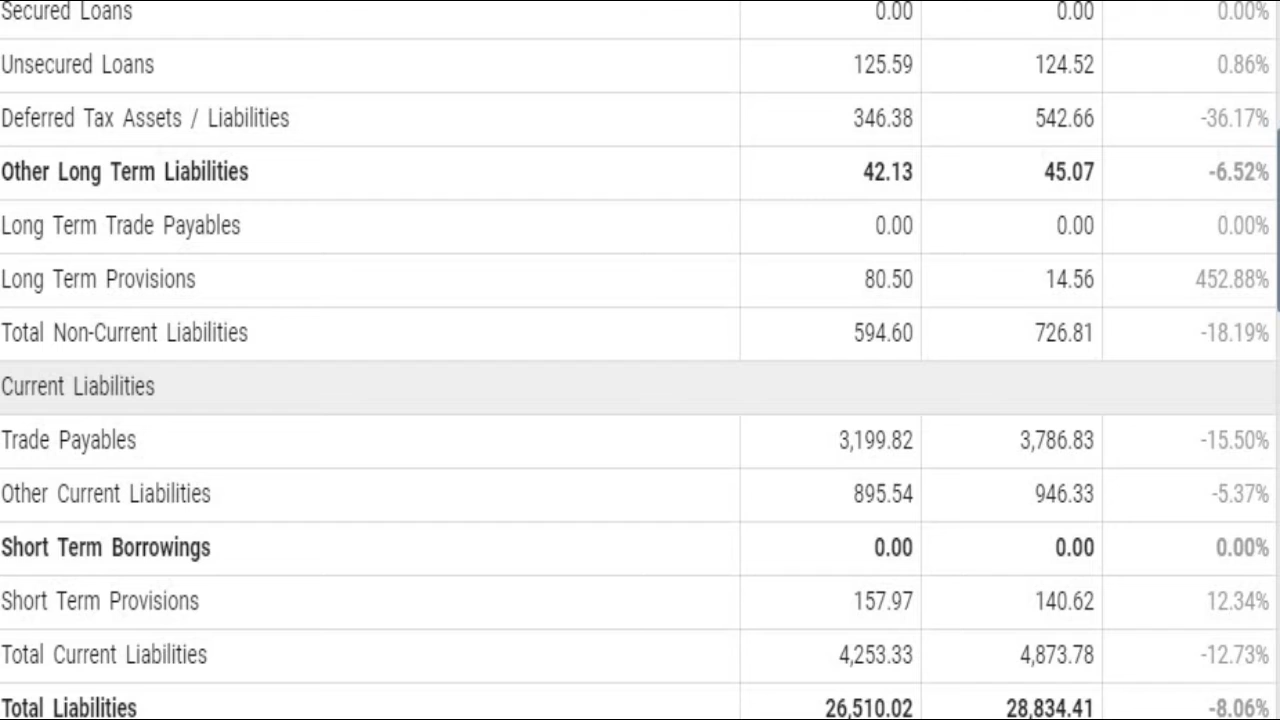 Secured Loans 0.00 0.00 0.00%
Unsecured Loans 125.59 124.52 0.86%
Deferred Tax Assets / Liabilities 346.38 542.66 -36.17%
Other Long Term Liabilities 42.13 45.07 -6.52%
Long Term Trade Payables 0.00 0.00 0.00%
Long Term Provisions 80.50 14.56 452.88%
Total Non-Current Liabilities 594.60 726.81 -18.19%
Current Liabilities
Trade Payables 3,199.82 3,786.83 -15.50%
Other Current Liabilities 895.54 946.33 -5.37%
Short Term Borrowings 0.00 0.00 0.00%
Short Term Provisions 157.97 140.62 12.34%
Total Current Liabilities 4,253.33 4,873.78 -12.73%
Total Liabilities 26,510.02 28,834.41 -8.06%